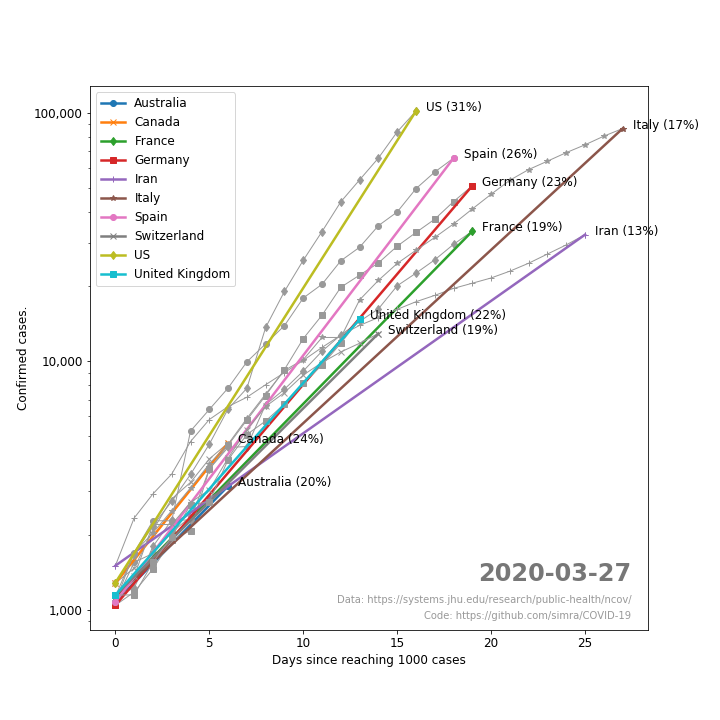 Australia
Canada
France
Germany
Iran
Italy
Spain
Switzerland
US
United Kingdom
US (31%)
Italy (17%)
Spain (26%)
Germany (23%)
France (19%)
Iran (13%)
United Kingdom (22%)
Switzerland (19%)
Canada (24%)
Australia (20%)
100,000
10,000
1,000
Confirmed cases.
2020-03-27
Data: https://systems.jhu.edu/research/public-health/ncov/
Code: https://github.com/simra/COVID-19
0 5 10 15 20 25
Days since reaching 1000 cases